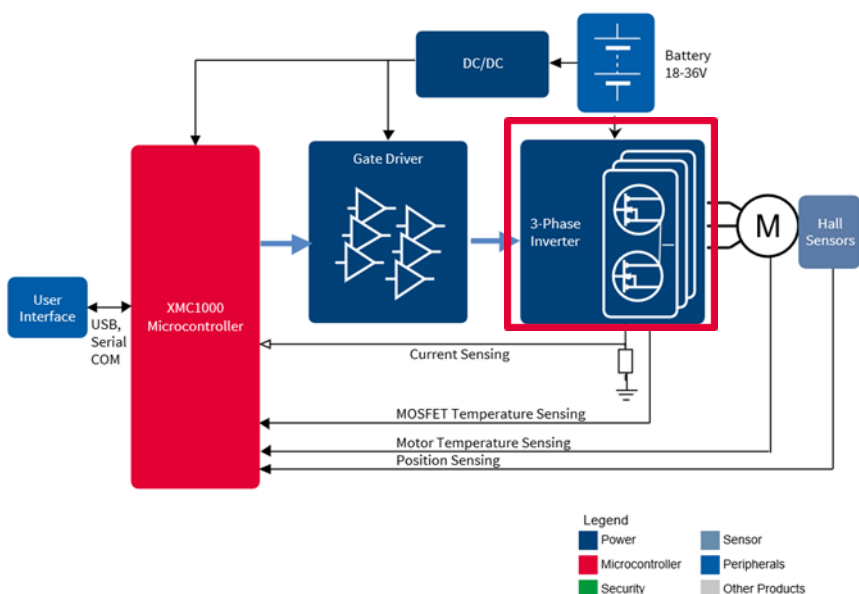 DC/DC
Battery
18-36V
Gate Driver
3-Phase
Inverter
M
Hall
Sensors
User
Interface
USB,
Serial
COM
XMC1000
Microcontroller
Current Sensing
MOSFET Temperature Sensing
Motor Temperature Sensing
Position Sensing
Legend
Power
Sensor
Microcontroller
Peripherals
Security
Other Products